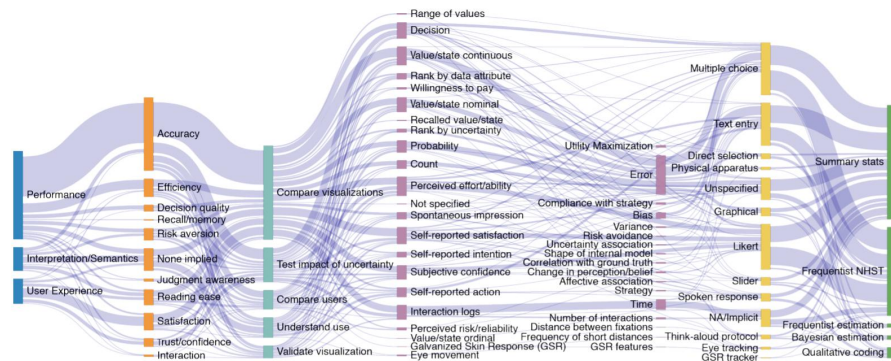 Performance
Interpretation/Semantics
User Experience
Accuracy
Efficiency
Decision quality
Recall/memory
Risk aversion
None implied
Judgment awareness
Reading ease
Satisfaction
Trust/confidence
Interaction
Compare visualizations
Test impact of uncertainty
Compare users
Understand use
Validate visualization
Range of values
Decision
Value/state continuous
Rank by data attribute
Willingness to pay
Value/state nominal
Recalled value/state
Rank by uncertainty
Probability
Count
Perceived effort/ability
Not specified
Spontaneous impression
Self-reported satisfaction
Self-reported intention
Subjective confidence
Self-reported action
Interaction logs
Perceived risk/reliability
Value/state ordinal
Galvanized Skin Response (GSR)
Eye movement
Utility Maximization
Error
Compliance with strategy
Bias
Variance
Risk avoidance
Uncertainty association
Shape of internal model
Correlation with ground truth
Change in perception/belief
Affective association
Strategy
Time
Number of interactions
Distance between fixations
Frequency of short distances
GSR features
Multiple choice
Text entry
Direct selection
Physical apparatus
Unspecified
Graphical
Likert
Slider
Spoken response
NA/Implicit
Think-aloud protocol
Eye tracking
GSR tracker
Summary stats
Frequentist NHST
Frequentist estimation
Bayesian estimation
Qualitative coding